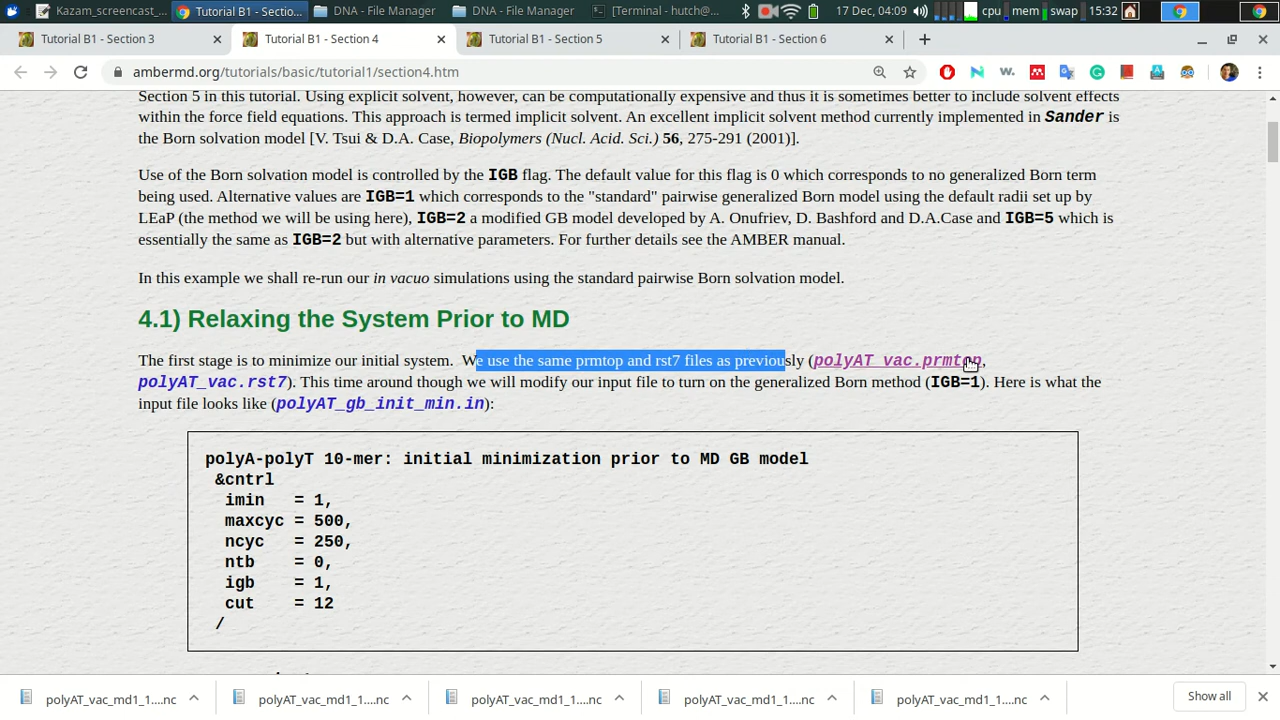 Kazam_screencast_...
Tutorial B1 - Sectio...
DNA - File Manager
DNA - File Manager
[Terminal - hutch@...
17 Dec, 04:09
cpu
mem
swap
15:32
Tutorial B1 - Section 3
Tutorial B1 - Section 4
Tutorial B1 - Section 5
Tutorial B1 - Section 6
ambermd.org/tutorials/basic/tutorial1/section4.htm
Section 5 in this tutorial. Using explicit solvent, however, can be computationally expensive and thus it is sometimes better to include solvent effects
within the force field equations. This approach is termed implicit solvent. An excellent implicit solvent method currently implemented in Sander is
the Born solvation model [V. Tsui & D.A. Case, Biopolymers (Nucl. Acid. Sci.) 56, 275-291 (2001)].
Use of the Born solvation model is controlled by the IGB flag. The default value for this flag is 0 which corresponds to no generalized Born term
being used. Alternative values are IGB=1 which corresponds to the "standard" pairwise generalized Born model using the default radii set up by
LEaP (the method we will be using here), IGB=2 a modified GB model developed by A. Onufriev, D. Bashford and D.A.Case and IGB=5 which is
essentially the same as IGB=2 but with alternative parameters. For further details see the AMBER manual.
In this example we shall re-run our in vacuo simulations using the standard pairwise Born solvation model.
4.1) Relaxing the System Prior to MD
The first stage is to minimize our initial system. We use the same prmtop and rst7 files as previously (polyAT_vac.prmtop,
polyAT_vac.rst7). This time around though we will modify our input file to turn on the generalized Born method (IGB=1). Here is what the
input file looks like (polyAT_gb_init_min.in):
polyA-polyT 10-mer: initial minimization prior to MD GB model
&cntrl
imin = 1,
maxcyc = 500,
ncyc = 250,
ntb = 0,
igb = 1,
cut = 12
/
polyAT_vac_md1_1....nc
polyAT_vac_md1_1....nc
polyAT_vac_md1_1....nc
polyAT_vac_md1_1....nc
polyAT_vac_md1_1....nc
Show all